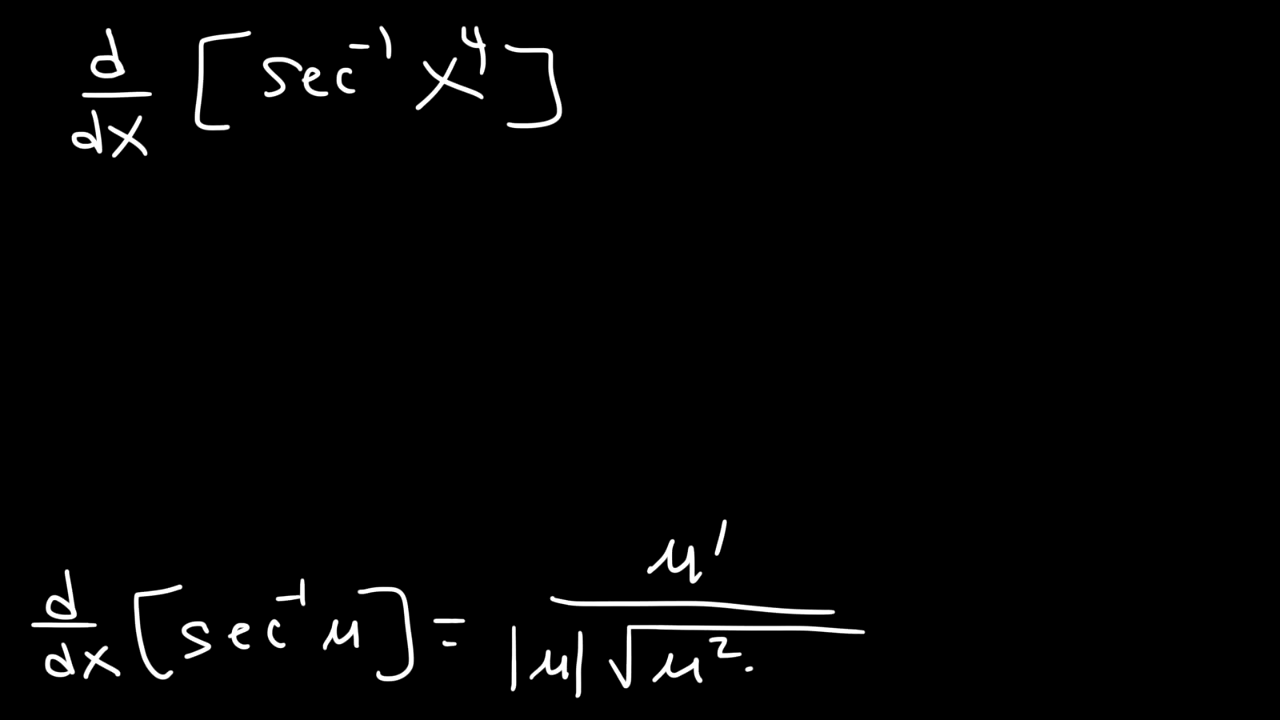 d/dx [sec⁻¹ x⁴]
d/dx [sec⁻¹ u] = u' / |u| √u² .